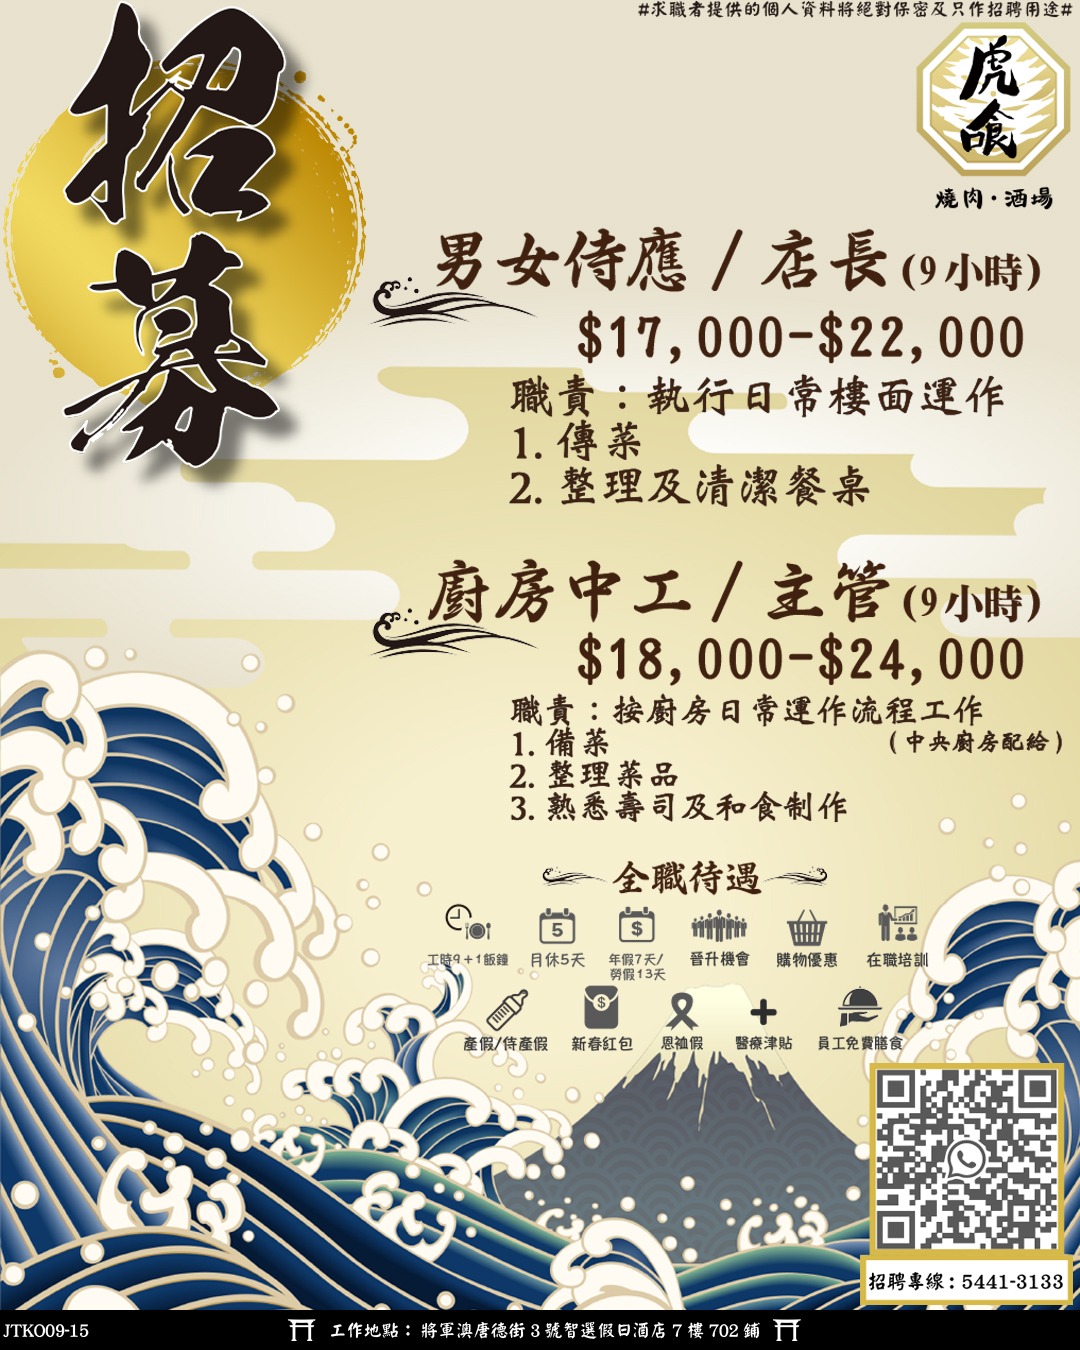 #求職者提供的個人資料將絕對保密及只作招聘用途#
招募
虎飡
燒肉·酒場
男女侍應 / 店長(9小時)
$17,000-$22,000
職責：執行日常樓面運作
1. 傳菜
2. 整理及清潔餐桌
廚房中工 / 主管(9小時)
$18,000-$24,000
職責：按廚房日常運作流程工作
1. 備菜
(中央廚房配給)
2. 整理菜品
3. 熟悉壽司及和食制作
全職待遇
5
$
工時9+1飯鐘
月休5天
年假7天/
勞假13天
晉升機會
購物優惠
在職培訓
$
產假/侍產假
新春紅包
恩袖假
醫療津貼
員工免費膳食
招聘專線：5441-3133
JTKO09-15
工作地點：將軍澳唐德街3號智選假日酒店7樓702鋪